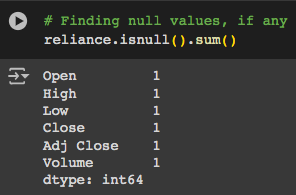 # Finding null values, if any
reliance.isnull().sum()
Open 1
High 1
Low 1
Close 1
Adj Close 1
Volume 1
dtype: int64